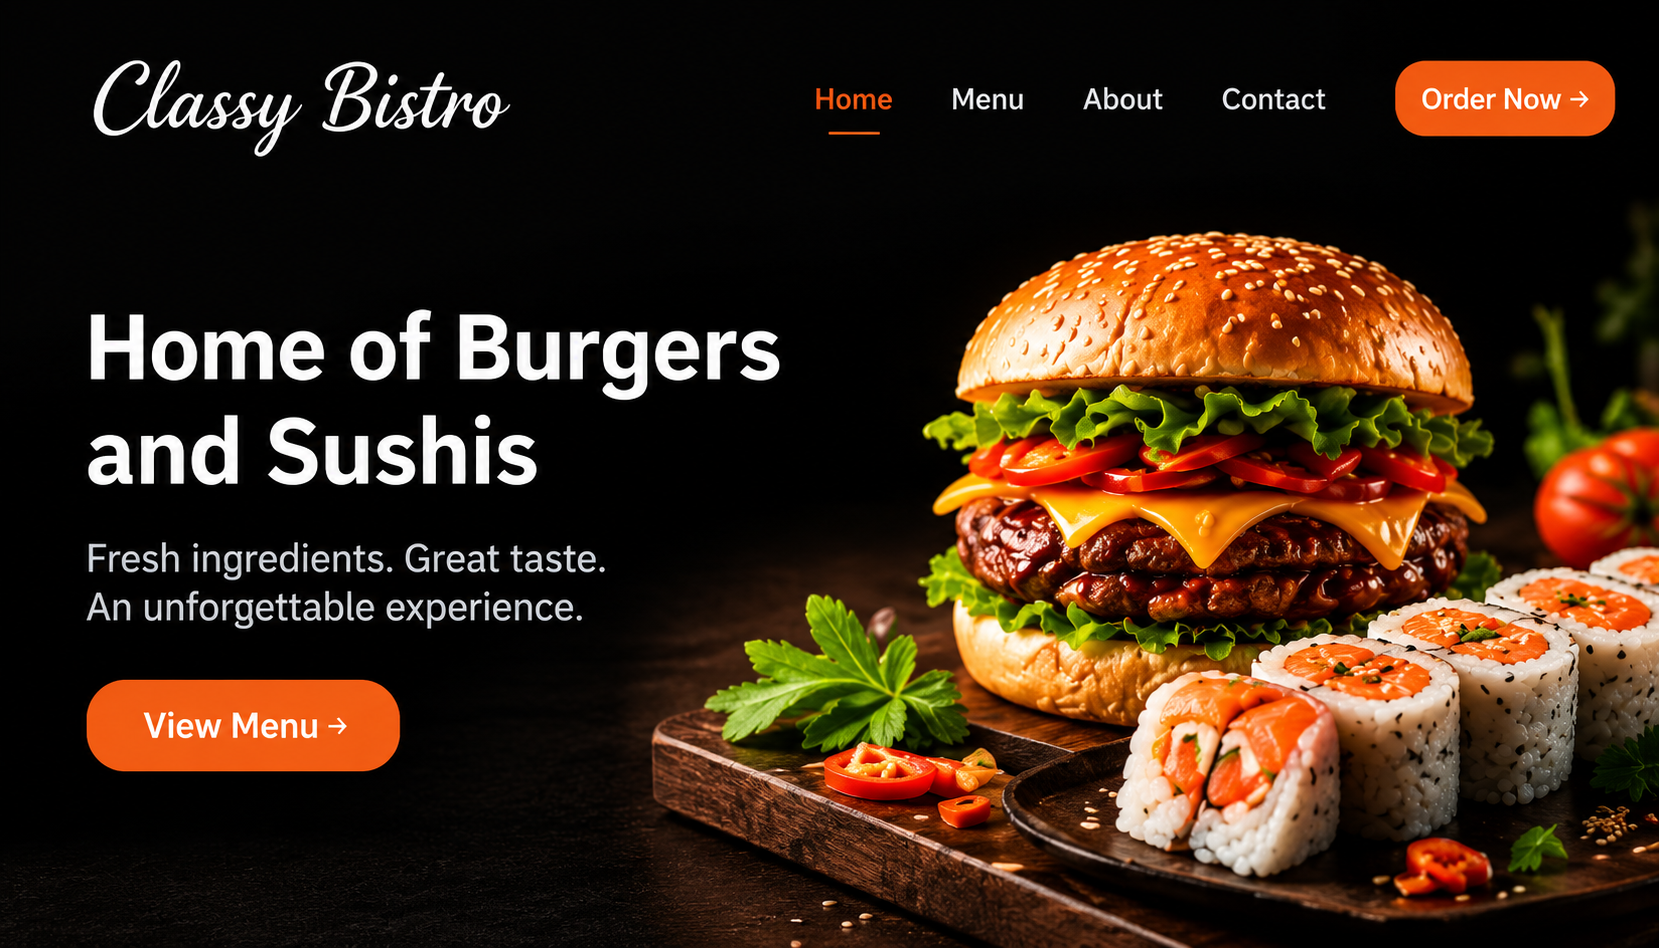 Classy Bistro
Home Menu About Contact Order Now →
Home of Burgers
and Sushis
Fresh ingredients. Great taste.
An unforgettable experience.
View Menu →